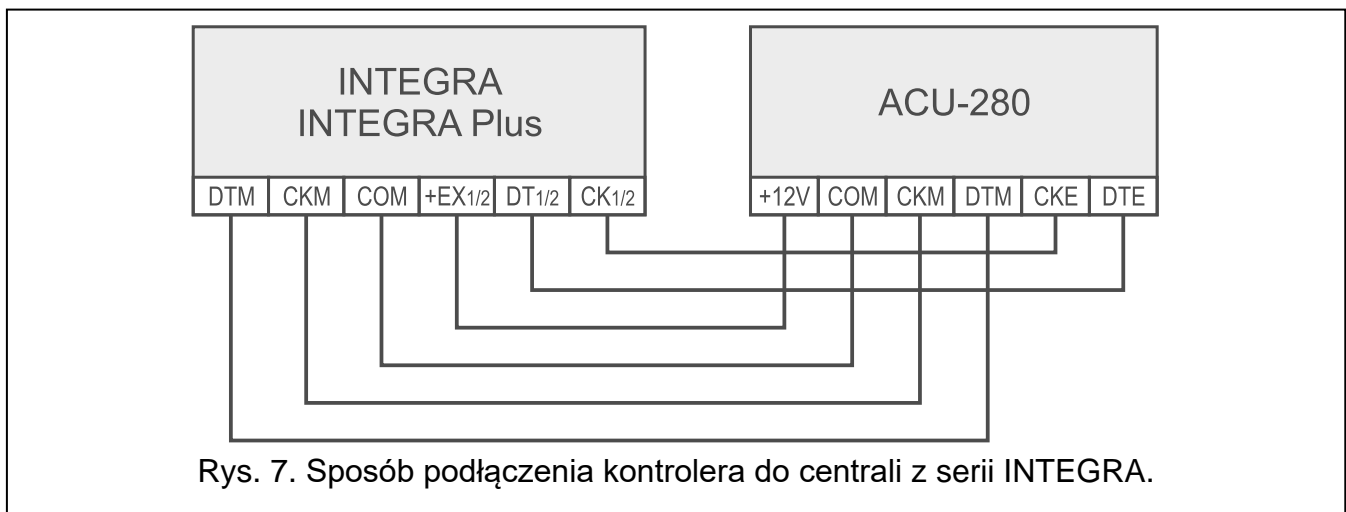 INTEGRA
INTEGRA Plus
DTM CKM COM +EX1/2 DT1/2 CK1/2
ACU-280
+12V COM CKM DTM CKE DTE
Rys. 7. Sposób podłączenia kontrolera do centrali z serii INTEGRA.